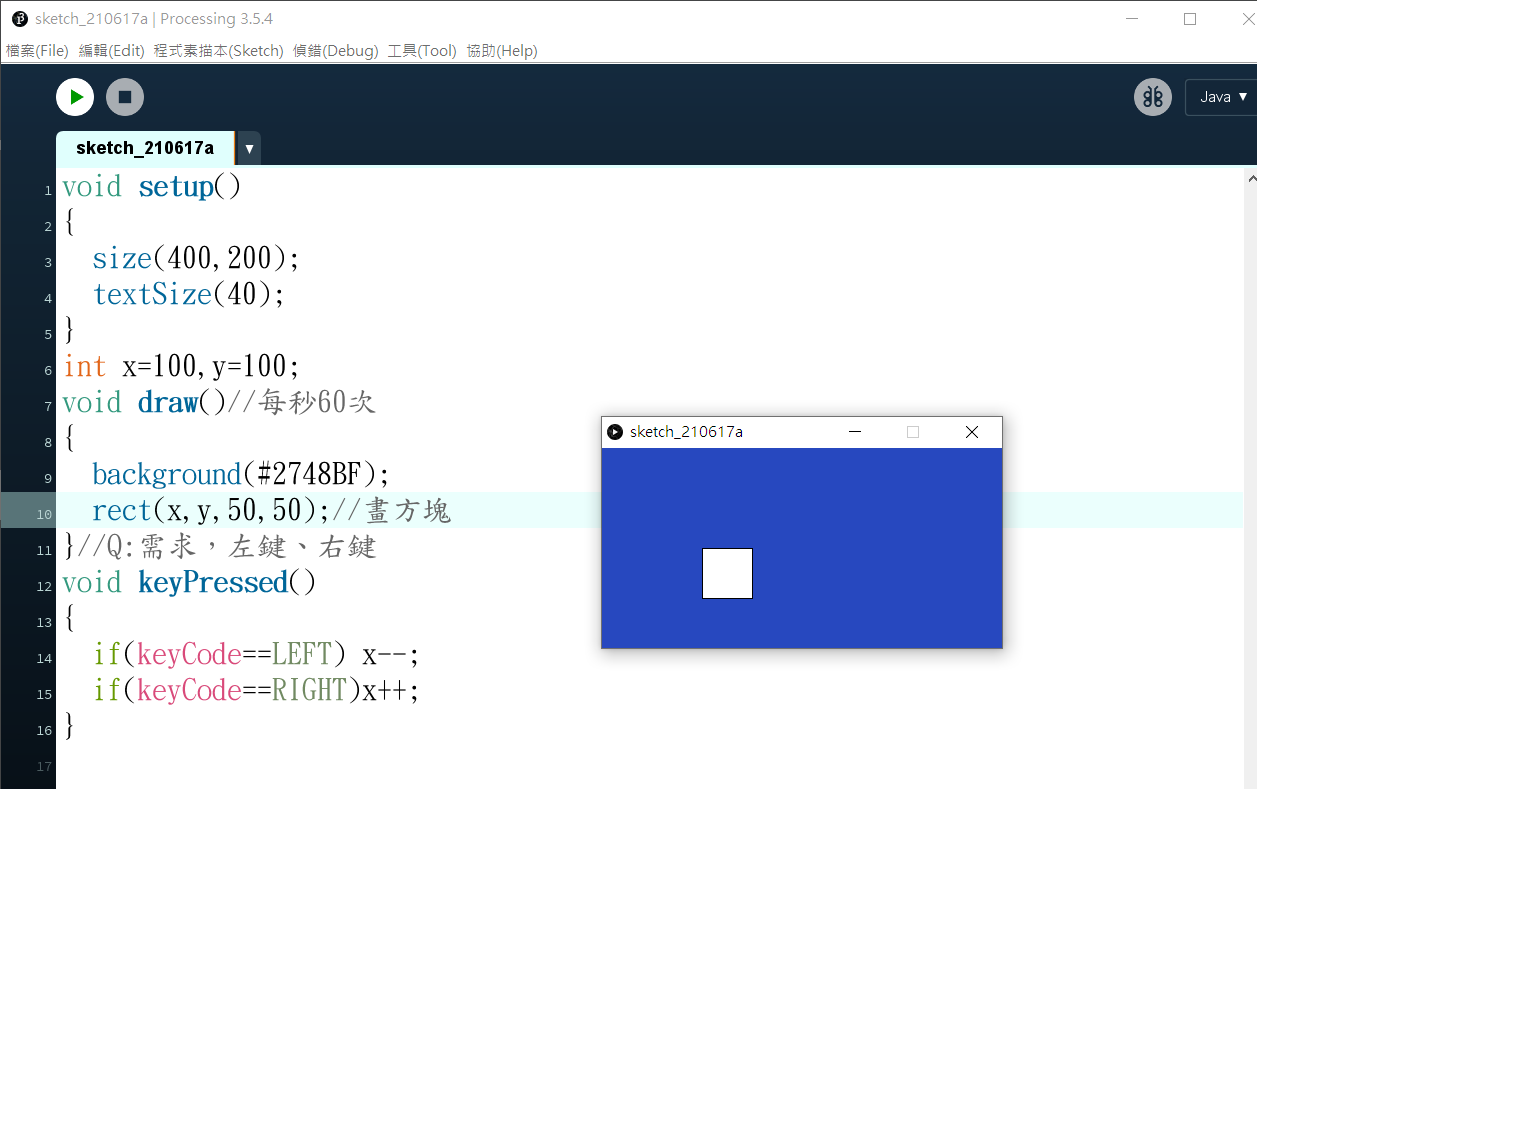 sketch_210617a | Processing 3.5.4
檔案(File) 編輯(Edit) 程式素描本(Sketch) 偵錯(Debug) 工具(Tool) 協助(Help)
Java ▼
sketch_210617a ▼
1 void setup()
2 {
3   size(400,200);
4   textSize(40);
5 }
6 int x=100,y=100;
7 void draw()//每秒60次
8 {
9   background(#2748BF);
10   rect(x,y,50,50);//畫方塊
11 }//Q:需求，左鍵、右鍵
12 void keyPressed()
13 {
14   if(keyCode==LEFT) x--;
15   if(keyCode==RIGHT)x++;
16 }
17
sketch_210617a